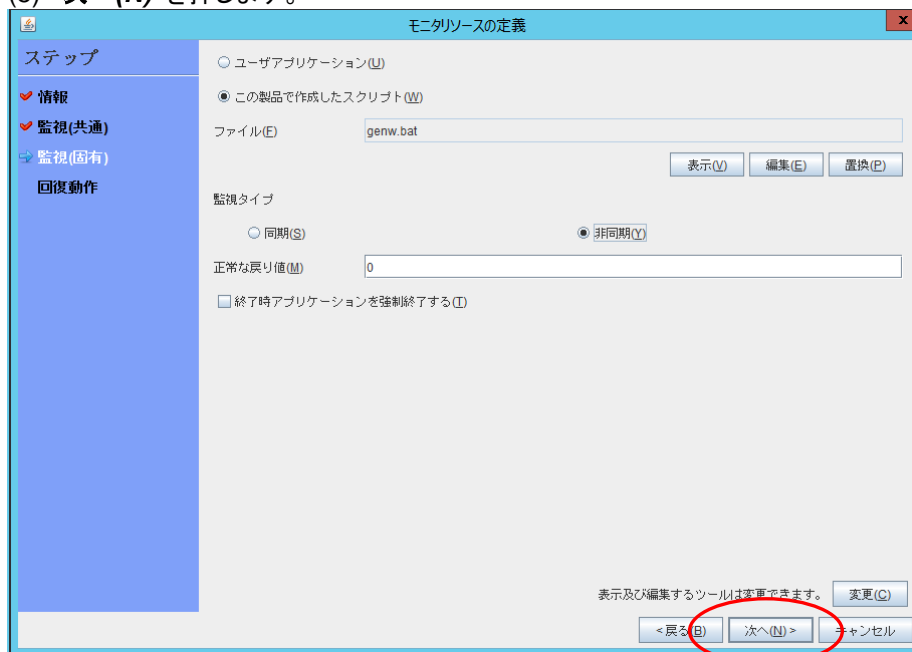 モニタリソースの定義
ステップ
情報
監視(共通)
監視(固有)
回復動作
ユーザアプリケーション(U)
この製品で作成したスクリプト(W)
ファイル(F) genw.bat
表示(V) 編集(E) 置換(P)
監視タイプ
同期(S) 非同期(Y)
正常な戻り値(M) 0
終了時アプリケーションを強制終了する(T)
表示及び編集するツールは変更できます。 変更(C)
<戻る(B) 次へ(N)> キャンセル